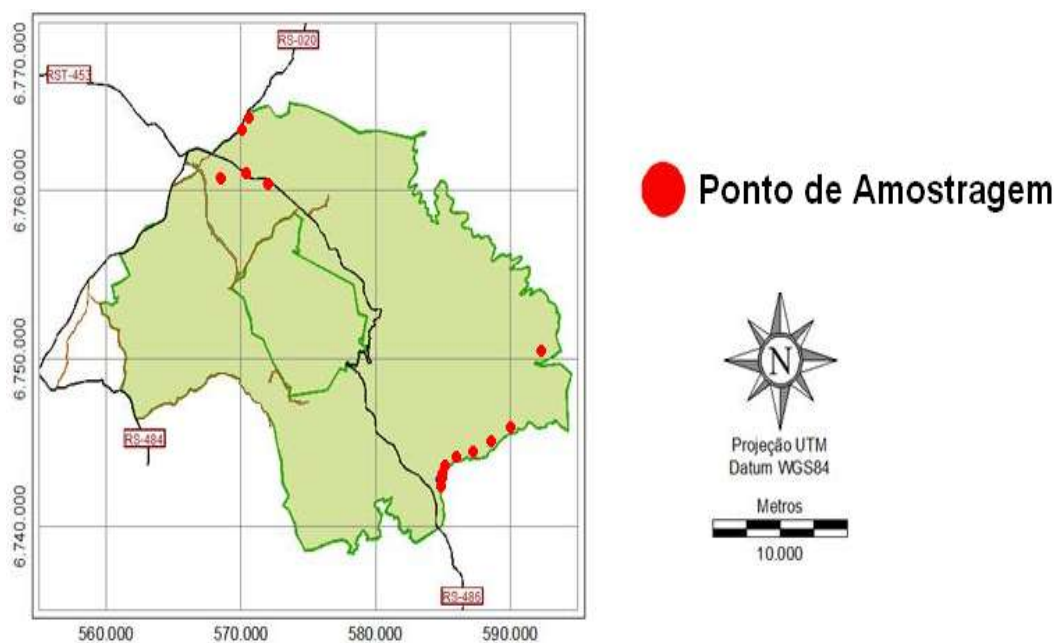 6.770.000
6.760.000
6.750.000
6.740.000
RS-020
RST-453
RS-484
RS-486
560.000
570.000
580.000
590.000
Ponto de Amostragem
N
Projeção UTM
Datum WGS84
Metros
10.000